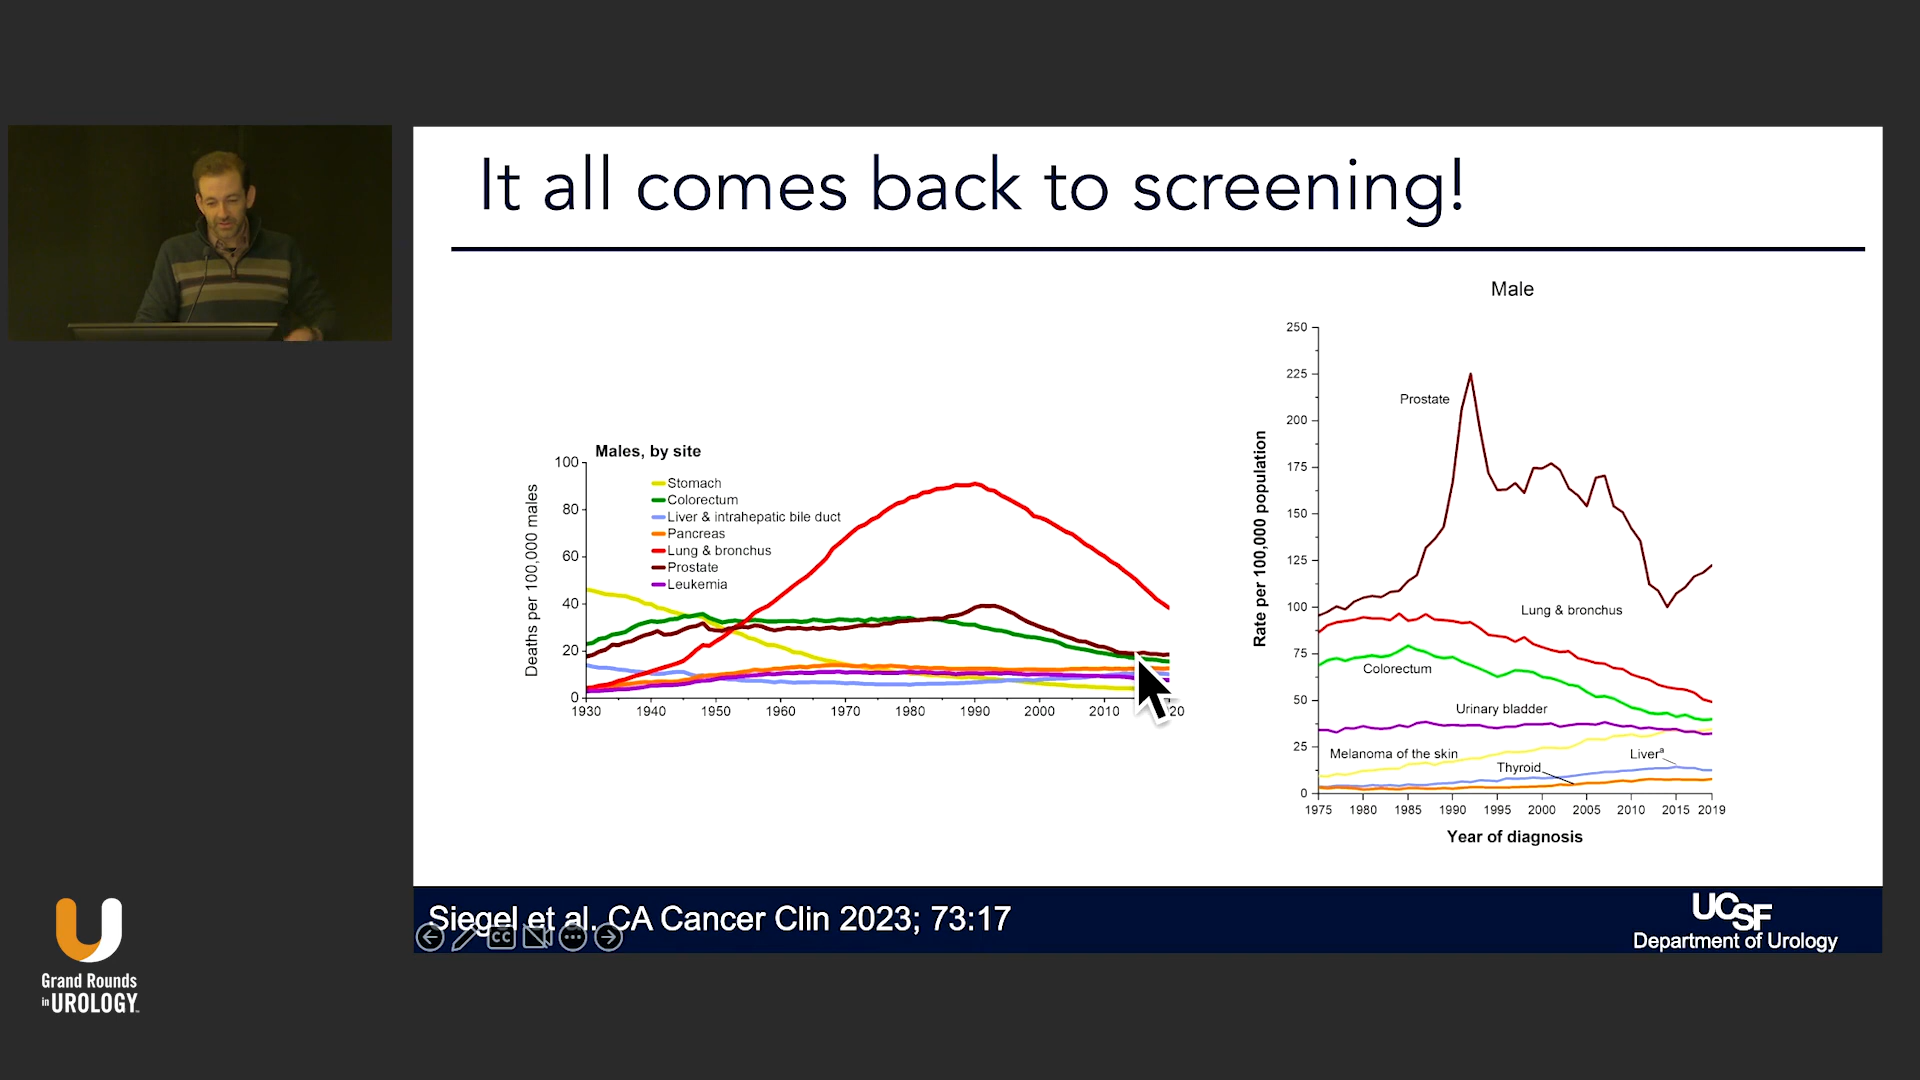 It all comes back to screening!
Males, by site
Deaths per 100,000 males
100
80
60
40
20
0
Stomach
Colorectum
Liver & intrahepatic bile duct
Pancreas
Lung & bronchus
Prostate
Leukemia
1930 1940 1950 1960 1970 1980 1990 2000 2010 20
Male
Rate per 100,000 population
250
225
200
175
150
125
100
75
50
25
0
Prostate
Lung & bronchus
Colorectum
Urinary bladder
Melanoma of the skin
Liverª
Thyroid
1975 1980 1985 1990 1995 2000 2005 2010 2015 2019
Year of diagnosis
Siegel et al. CA Cancer Clin 2023; 73:17
CC
UCSF
Department of Urology
Grand Rounds
in UROLOGY